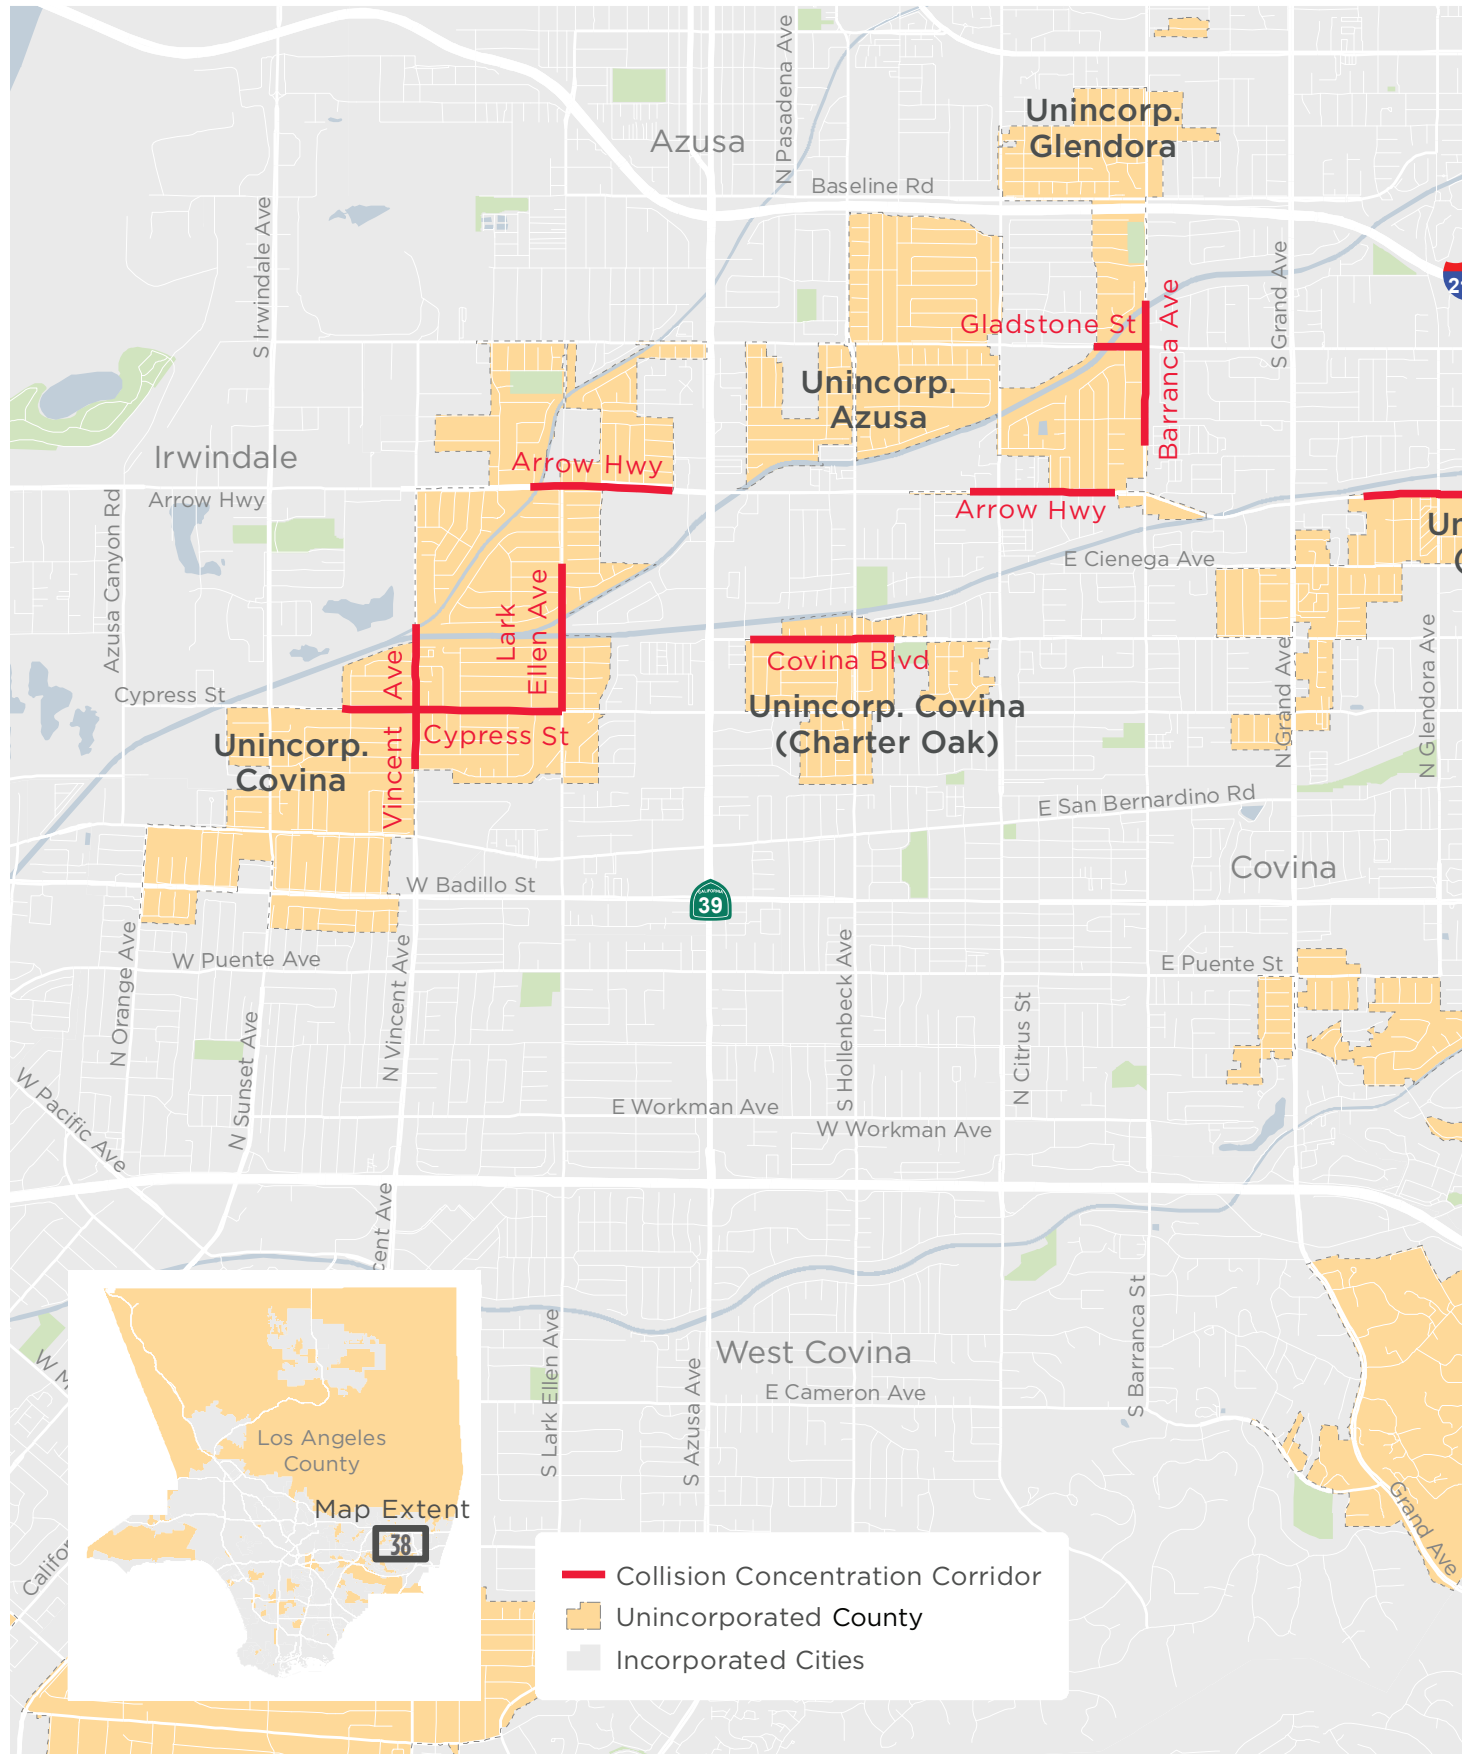 N Pasadena Ave
Unincorp.
Glendora
Azusa
Baseline Rd
S Irwindale Ave
S Grand Ave
Gladstone St
Barranca Ave
Unincorp.
Azusa
Irwindale
Arrow Hwy
Arrow Hwy
Arrow Hwy
Azusa Canyon Rd
E Cienega Ave
Lark
Ellen Ave
Covina Blvd
Vincent Ave
Cypress St
Cypress St
Unincorp. Covina
(Charter Oak)
Unincorp.
Covina
N Grand Ave
N Glendora Ave
E San Bernardino Rd
Covina
W Badillo St
CALIFORNIA
39
N Orange Ave
W Puente Ave
N Vincent Ave
S Hollenbeck Ave
E Puente St
N Citrus St
N Sunset Ave
W Pacific Ave
E Workman Ave
W Workman Ave
cent Ave
S Lark Ellen Ave
S Azusa Ave
West Covina
E Cameron Ave
S Barranca St
Grand Ave
W
Califor
Los Angeles
County
Map Extent
38
Collision Concentration Corridor
Unincorporated County
Incorporated Cities